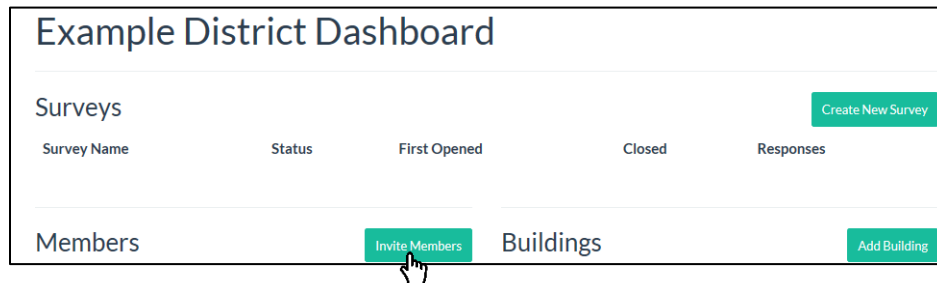 Example District Dashboard
Surveys Create New Survey
Survey Name Status First Opened Closed Responses
Members Invite Members Buildings Add Building